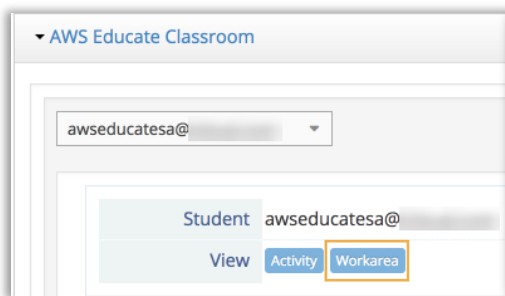 AWS Educate Classroom
awseducatesa@
Student awseducatesa@
View Activity Workarea